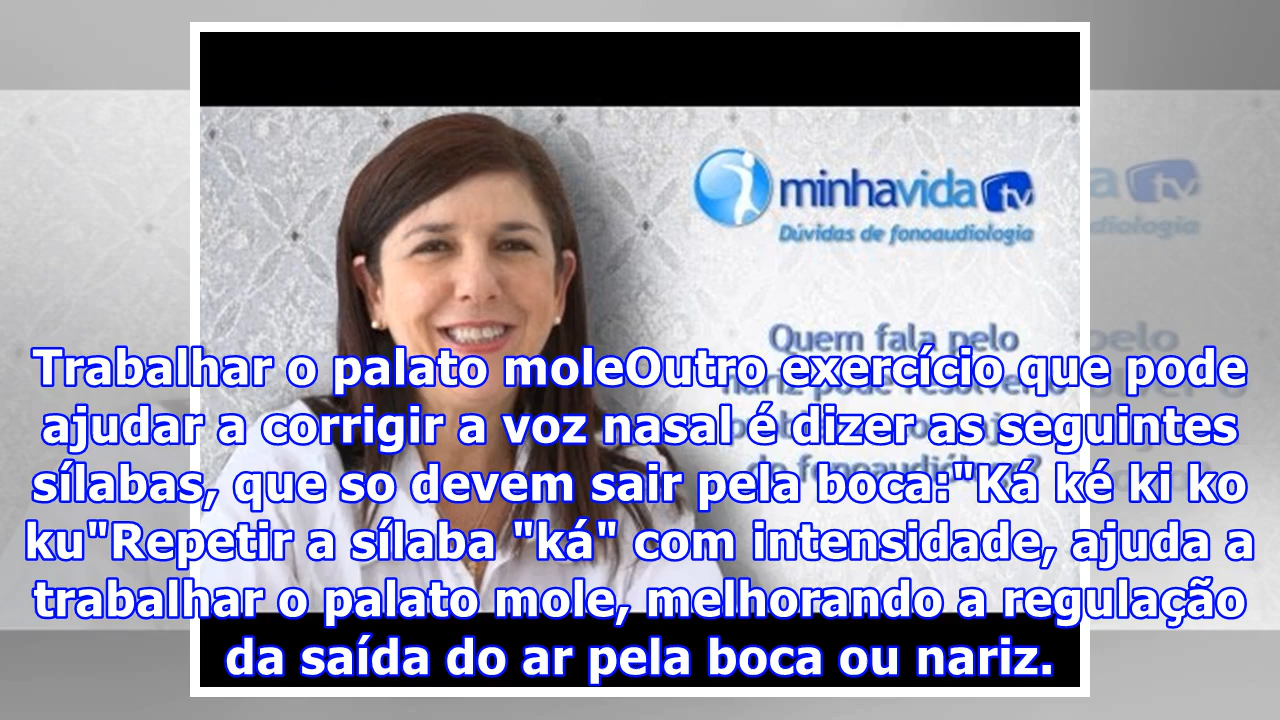 minhavida tv
Dúvidas de fonoaudiologia
Quem fala pelo
Trabalhar o palato moleOutro exercício que pode
ajudar a corrigir a voz nasal é dizer as seguintes
sílabas, que so devem sair pela boca:"Ká ké ki ko
ku"Repetir a sílaba "ká" com intensidade, ajuda a
trabalhar o palato mole, melhorando a regulação
da saída do ar pela boca ou nariz.